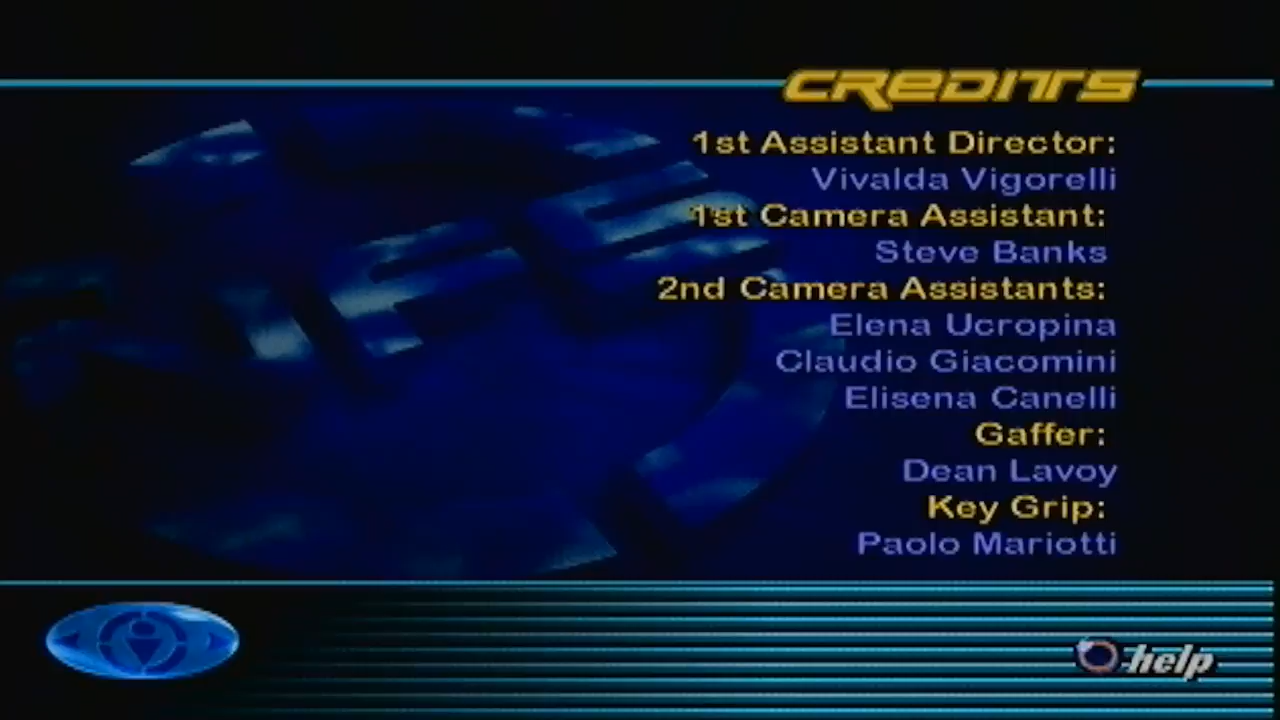 CREDITS
1st Assistant Director:
Vivalda Vigorelli
1st Camera Assistant:
Steve Banks
2nd Camera Assistants:
Elena Ucropina
Claudio Giacomini
Elisena Canelli
Gaffer:
Dean Lavoy
Key Grip:
Paolo Mariotti
help